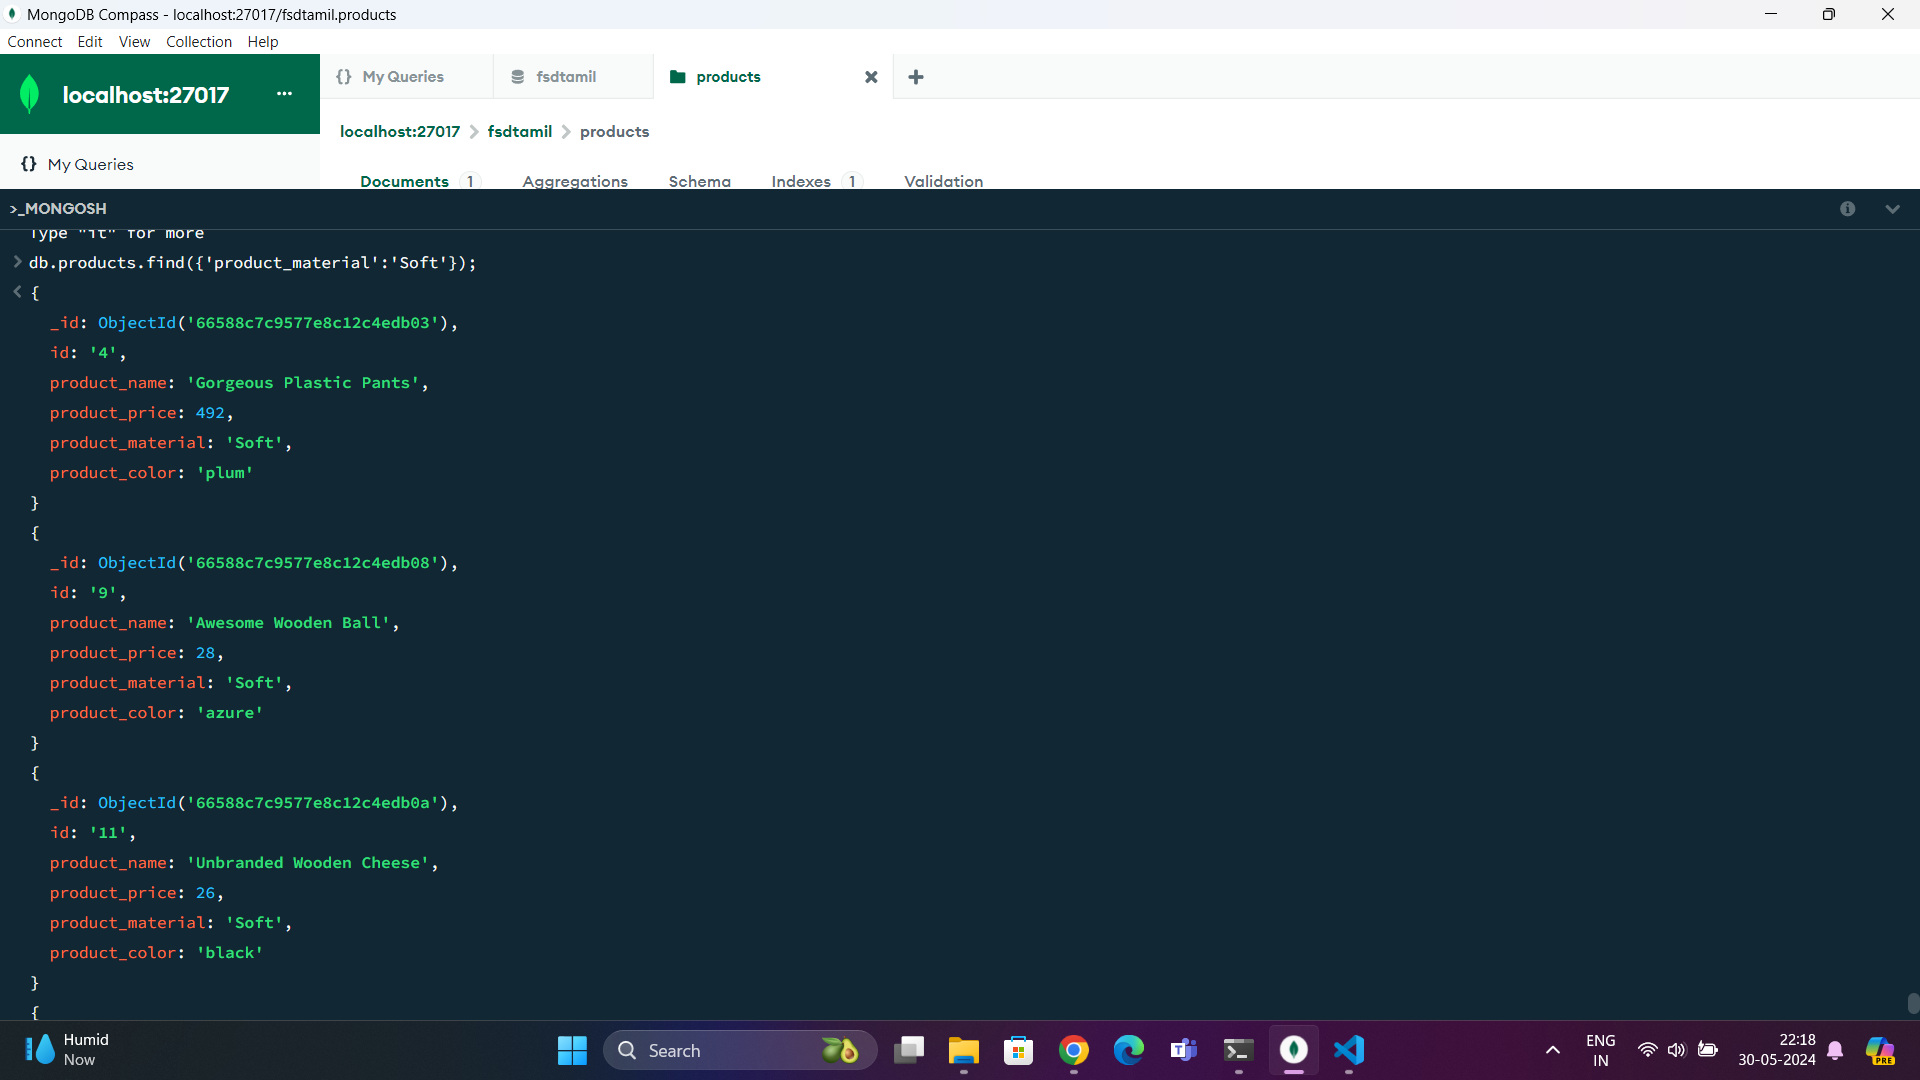 MongoDB Compass - localhost:27017/fsdtamil.products
Connect Edit View Collection Help
localhost:27017 ...
{} My Queries
fsdtamil
products
localhost:27017 > fsdtamil > products
{} My Queries
Documents 1 Aggregations Schema Indexes 1 Validation
>_MONGOSH
Type "it" for more
> db.products.find({'product_material':'Soft'});
< {
_id: ObjectId('66588c7c9577e8c12c4edb03'),
id: '4',
product_name: 'Gorgeous Plastic Pants',
product_price: 492,
product_material: 'Soft',
product_color: 'plum'
}
{
_id: ObjectId('66588c7c9577e8c12c4edb08'),
id: '9',
product_name: 'Awesome Wooden Ball',
product_price: 28,
product_material: 'Soft',
product_color: 'azure'
}
{
_id: ObjectId('66588c7c9577e8c12c4edb0a'),
id: '11',
product_name: 'Unbranded Wooden Cheese',
product_price: 26,
product_material: 'Soft',
product_color: 'black'
}
{
Humid
Now
Search
ENG
IN
22:18
30-05-2024
PRE